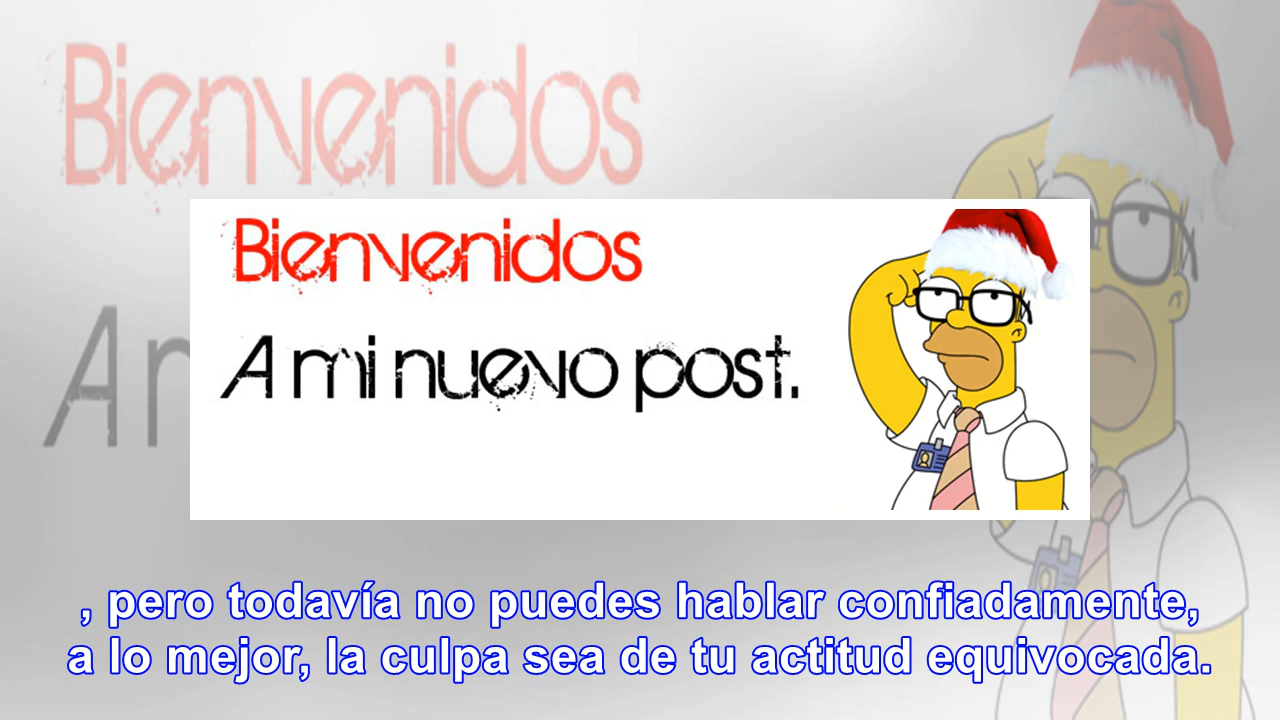 Bienvenidos
A mi nuevo post.
, pero todavía no puedes hablar confiadamente,
a lo mejor, la culpa sea de tu actitud equivocada.